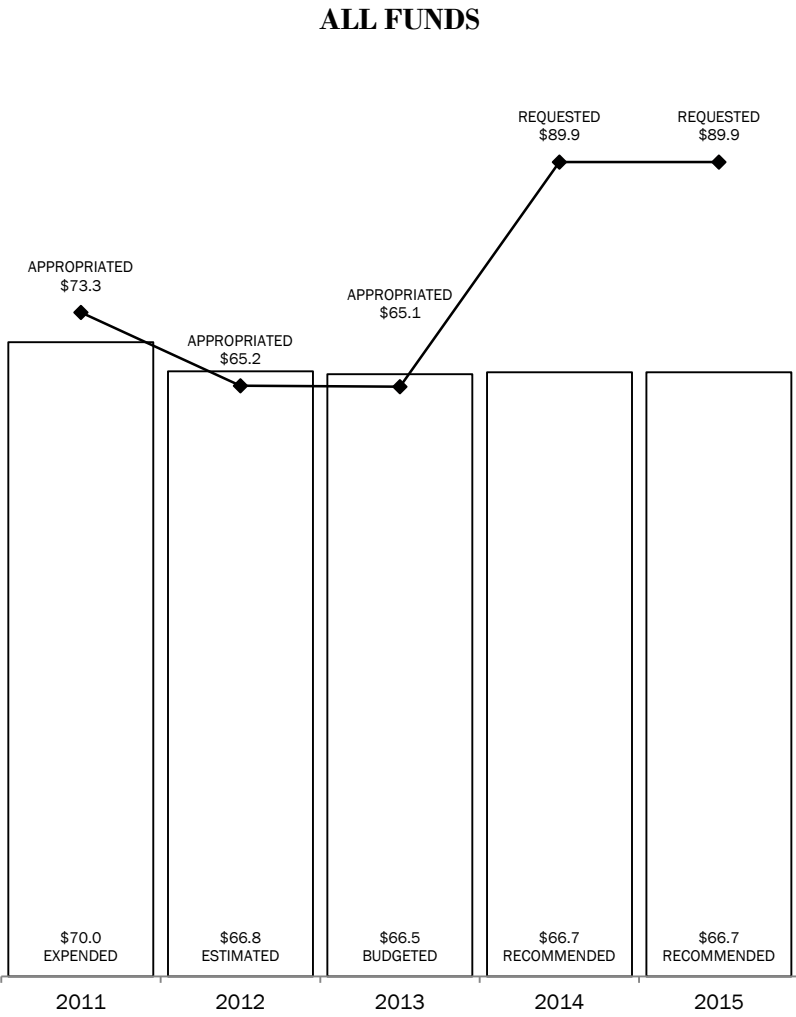 ALL FUNDS
REQUESTED
$89.9
REQUESTED
$89.9
APPROPRIATED
$73.3
APPROPRIATED
$65.1
APPROPRIATED
$65.2
$70.0
EXPENDED
$66.8
ESTIMATED
$66.5
BUDGETED
$66.7
RECOMMENDED
$66.7
RECOMMENDED
2011
2012
2013
2014
2015